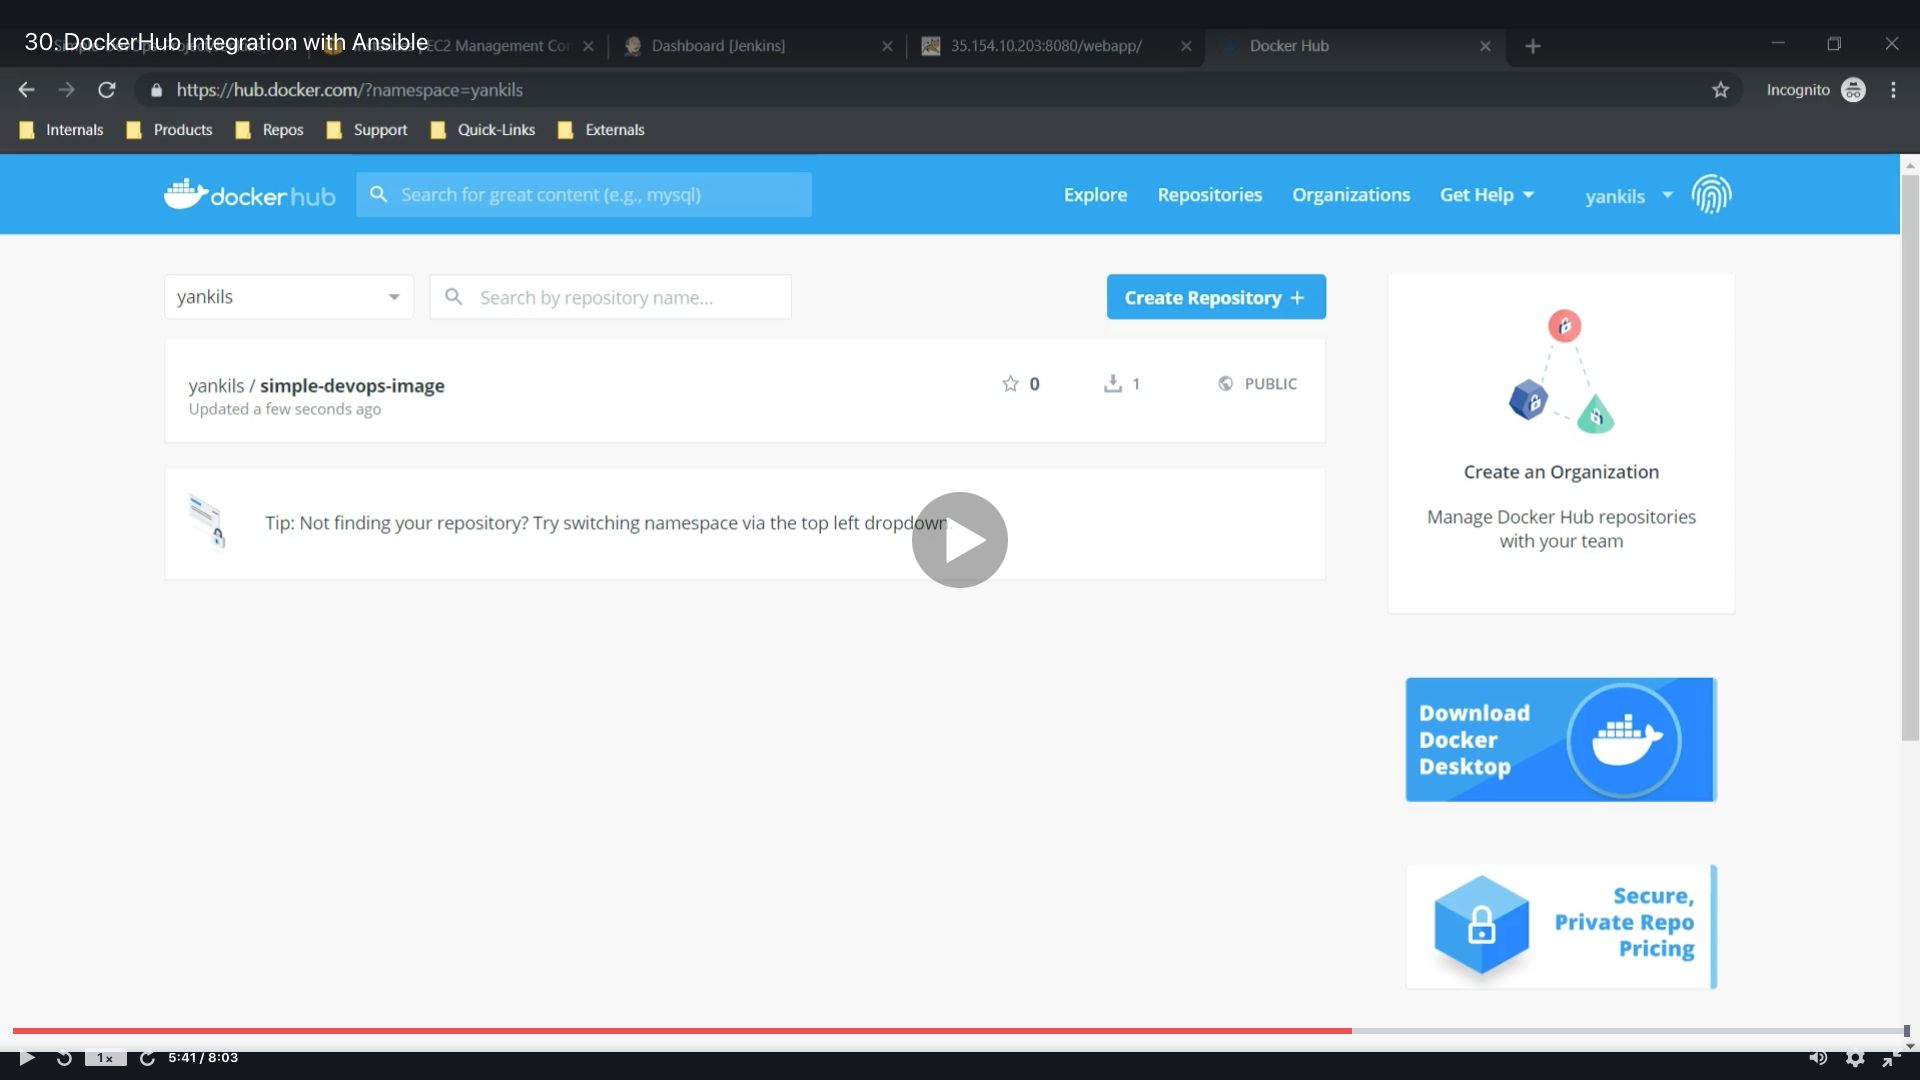 30. DockerHub Integration with Ansible
EC2 Management Co
Dashboard [Jenkins]
35.154.10.203:8080/webapp/
Docker Hub
https://hub.docker.com/?namespace=yankils
Incognito
Internals
Products
Repos
Support
Quick-Links
Externals
docker hub
Search for great content (e.g., mysql)
Explore
Repositories
Organizations
Get Help
yankils
yankils
Search by repository name...
Create Repository +
yankils / simple-devops-image
Updated a few seconds ago
0
1
PUBLIC
Tip: Not finding your repository? Try switching namespace via the top left dropdown
Create an Organization
Manage Docker Hub repositories
with your team
Download
Docker
Desktop
Secure,
Private Repo
Pricing
1x
5:41 / 8:03